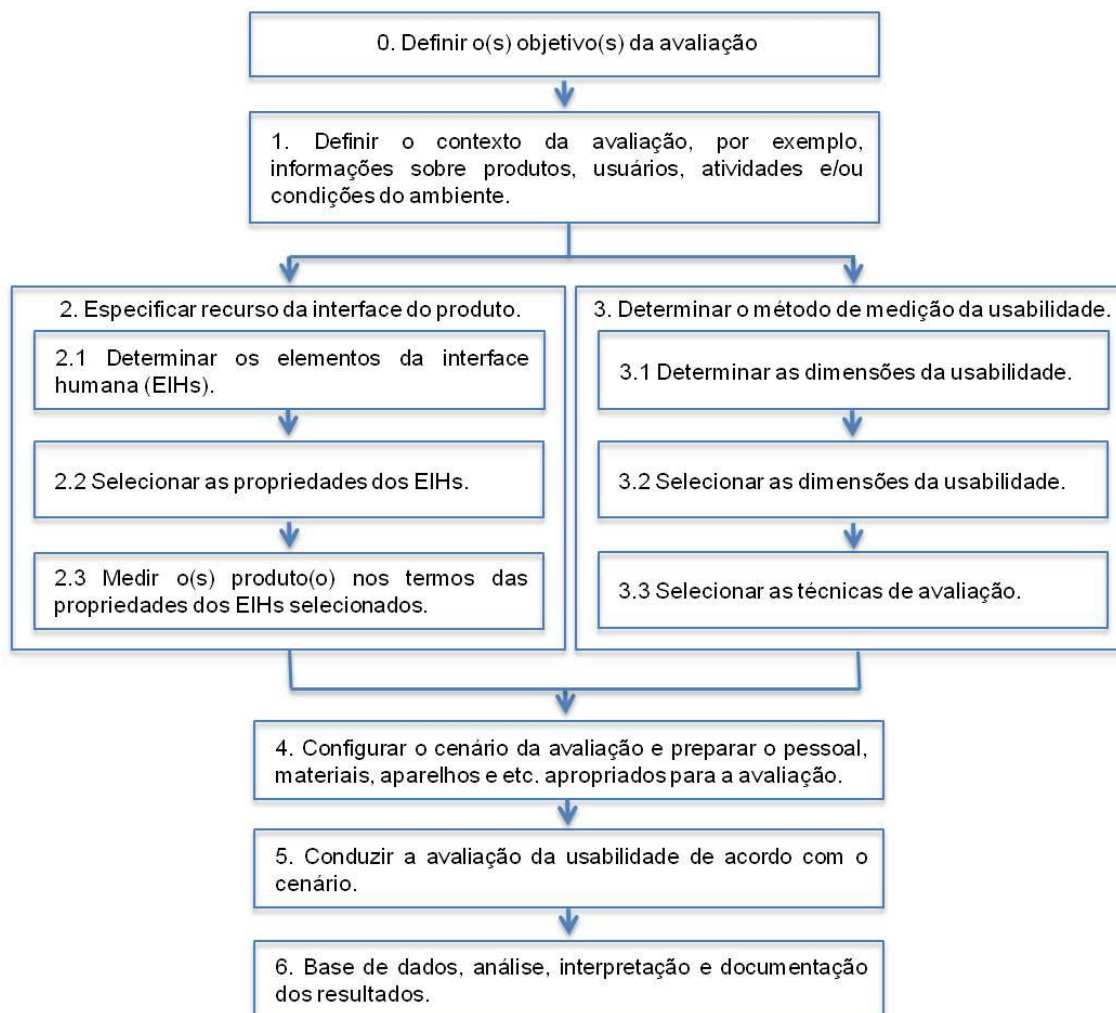 0. Definir o(s) objetivo(s) da avaliação
1. Definir o contexto da avaliação, por exemplo,
informações sobre produtos, usuários, atividades e/ou
condições do ambiente.
2. Especificar recurso da interface do produto.
2.1 Determinar os elementos da interface
humana (EIHs).
2.2 Selecionar as propriedades dos EIHs.
2.3 Medir o(s) produto(o) nos termos das
propriedades dos EIHs selecionados.
3. Determinar o método de medição da usabilidade.
3.1 Determinar as dimensões da usabilidade.
3.2 Selecionar as dimensões da usabilidade.
3.3 Selecionar as técnicas de avaliação.
4. Configurar o cenário da avaliação e preparar o pessoal,
materiais, aparelhos e etc. apropriados para a avaliação.
5. Conduzir a avaliação da usabilidade de acordo com o
cenário.
6. Base de dados, análise, interpretação e documentação
dos resultados.